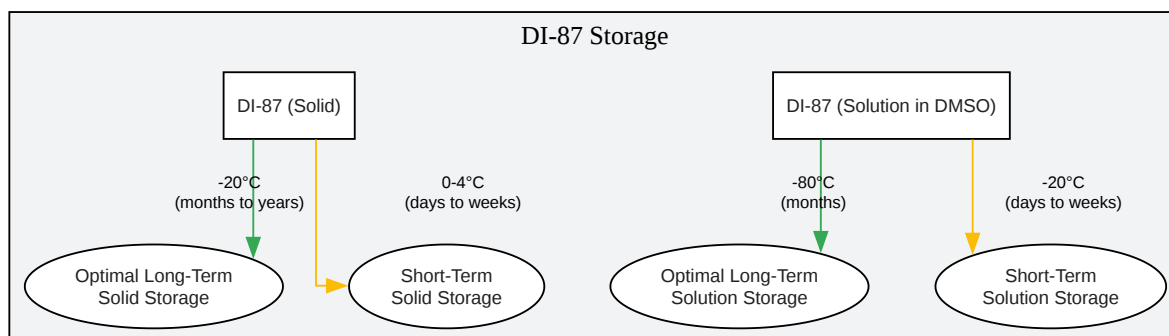 DI-87 Storage
DI-87 (Solid)
DI-87 (Solution in DMSO)
-20°C
(months to years)
0-4°C
(days to weeks)
-80°C
(months)
-20°C
(days to weeks)
Optimal Long-Term
Solid Storage
Short-Term
Solid Storage
Optimal Long-Term
Solution Storage
Short-Term
Solution Storage